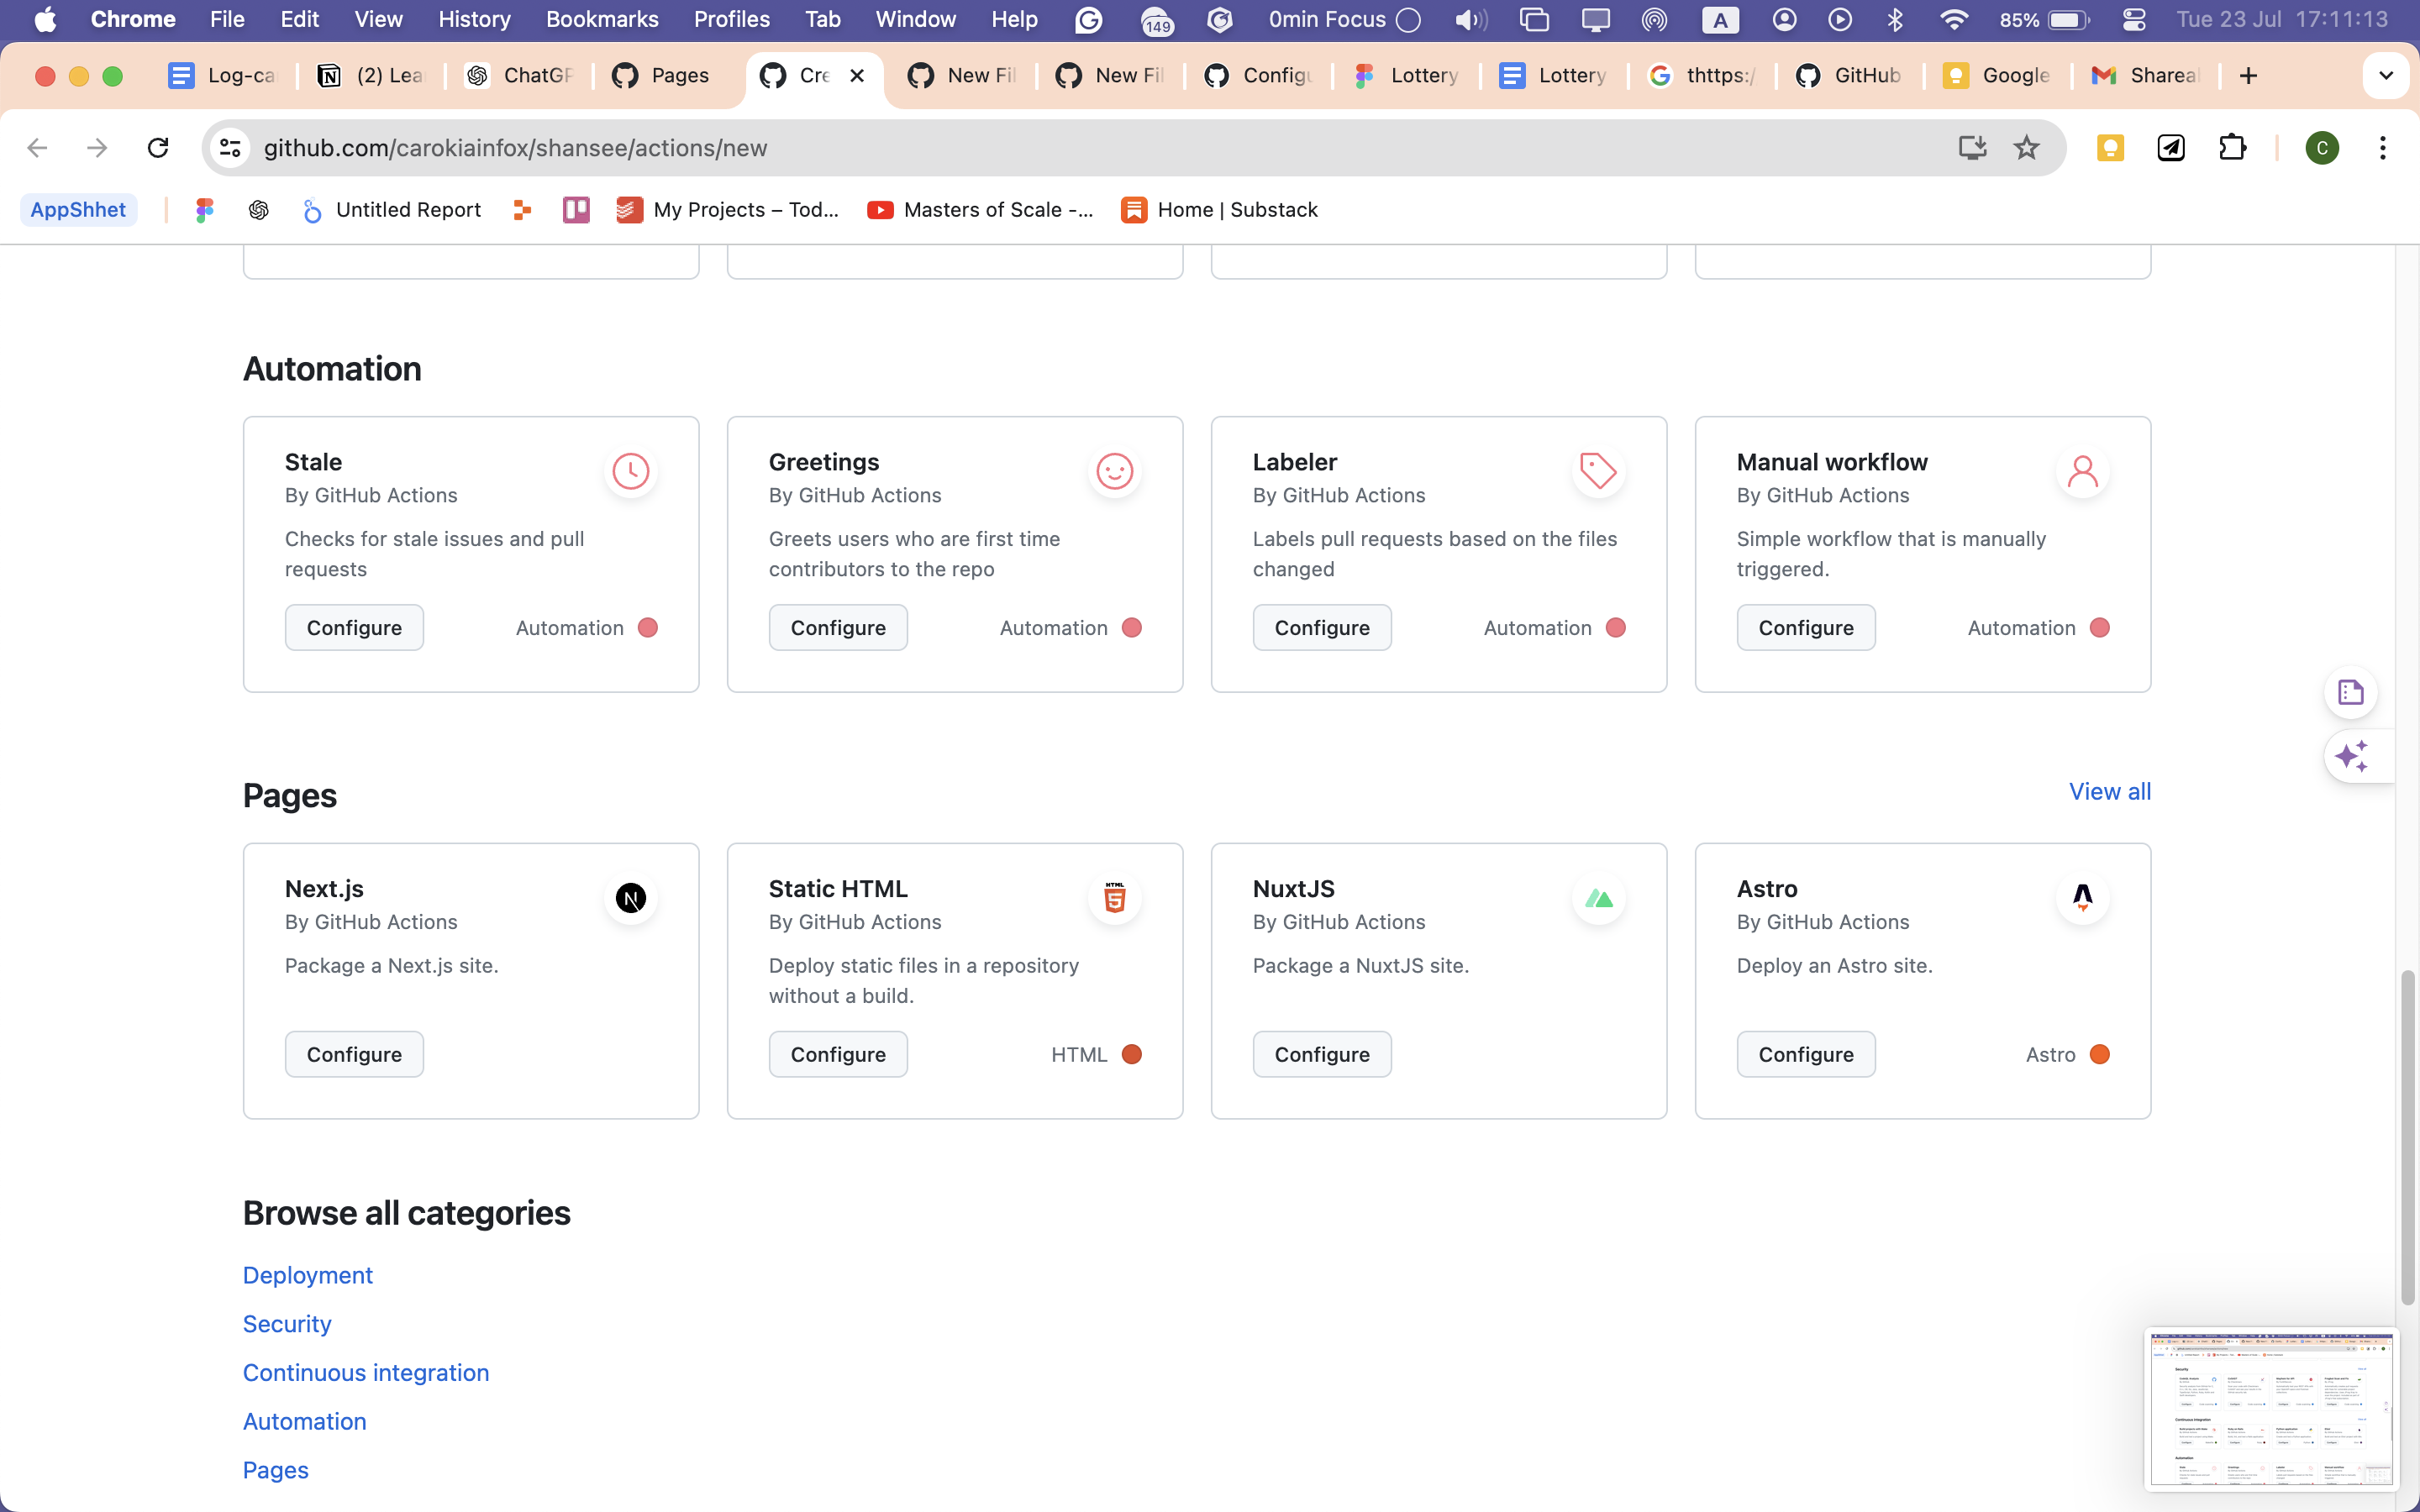 Chrome File Edit View History Bookmarks Profiles Tab Window Help 149 0min Focus A 85% Tue 23 Jul 17:11:13
Log-ca (2) Lea ChatGP Pages Cre New Fil New Fil Configu Lottery Lottery thttps:/ GitHub Google Shareal
github.com/carokiainfox/shansee/actions/new C
AppShhet Untitled Report My Projects – Tod... Masters of Scale -... Home | Substack
Automation
Stale
By GitHub Actions
Checks for stale issues and pull
requests
Configure Automation
Greetings
By GitHub Actions
Greets users who are first time
contributors to the repo
Configure Automation
Labeler
By GitHub Actions
Labels pull requests based on the files
changed
Configure Automation
Manual workflow
By GitHub Actions
Simple workflow that is manually
triggered.
Configure Automation
Pages View all
Next.js
By GitHub Actions
Package a Next.js site.
Configure
Static HTML
By GitHub Actions
Deploy static files in a repository
without a build.
Configure HTML
NuxtJS
By GitHub Actions
Package a NuxtJS site.
Configure
Astro
By GitHub Actions
Deploy an Astro site.
Configure Astro
Browse all categories
Deployment
Security
Continuous integration
Automation
Pages